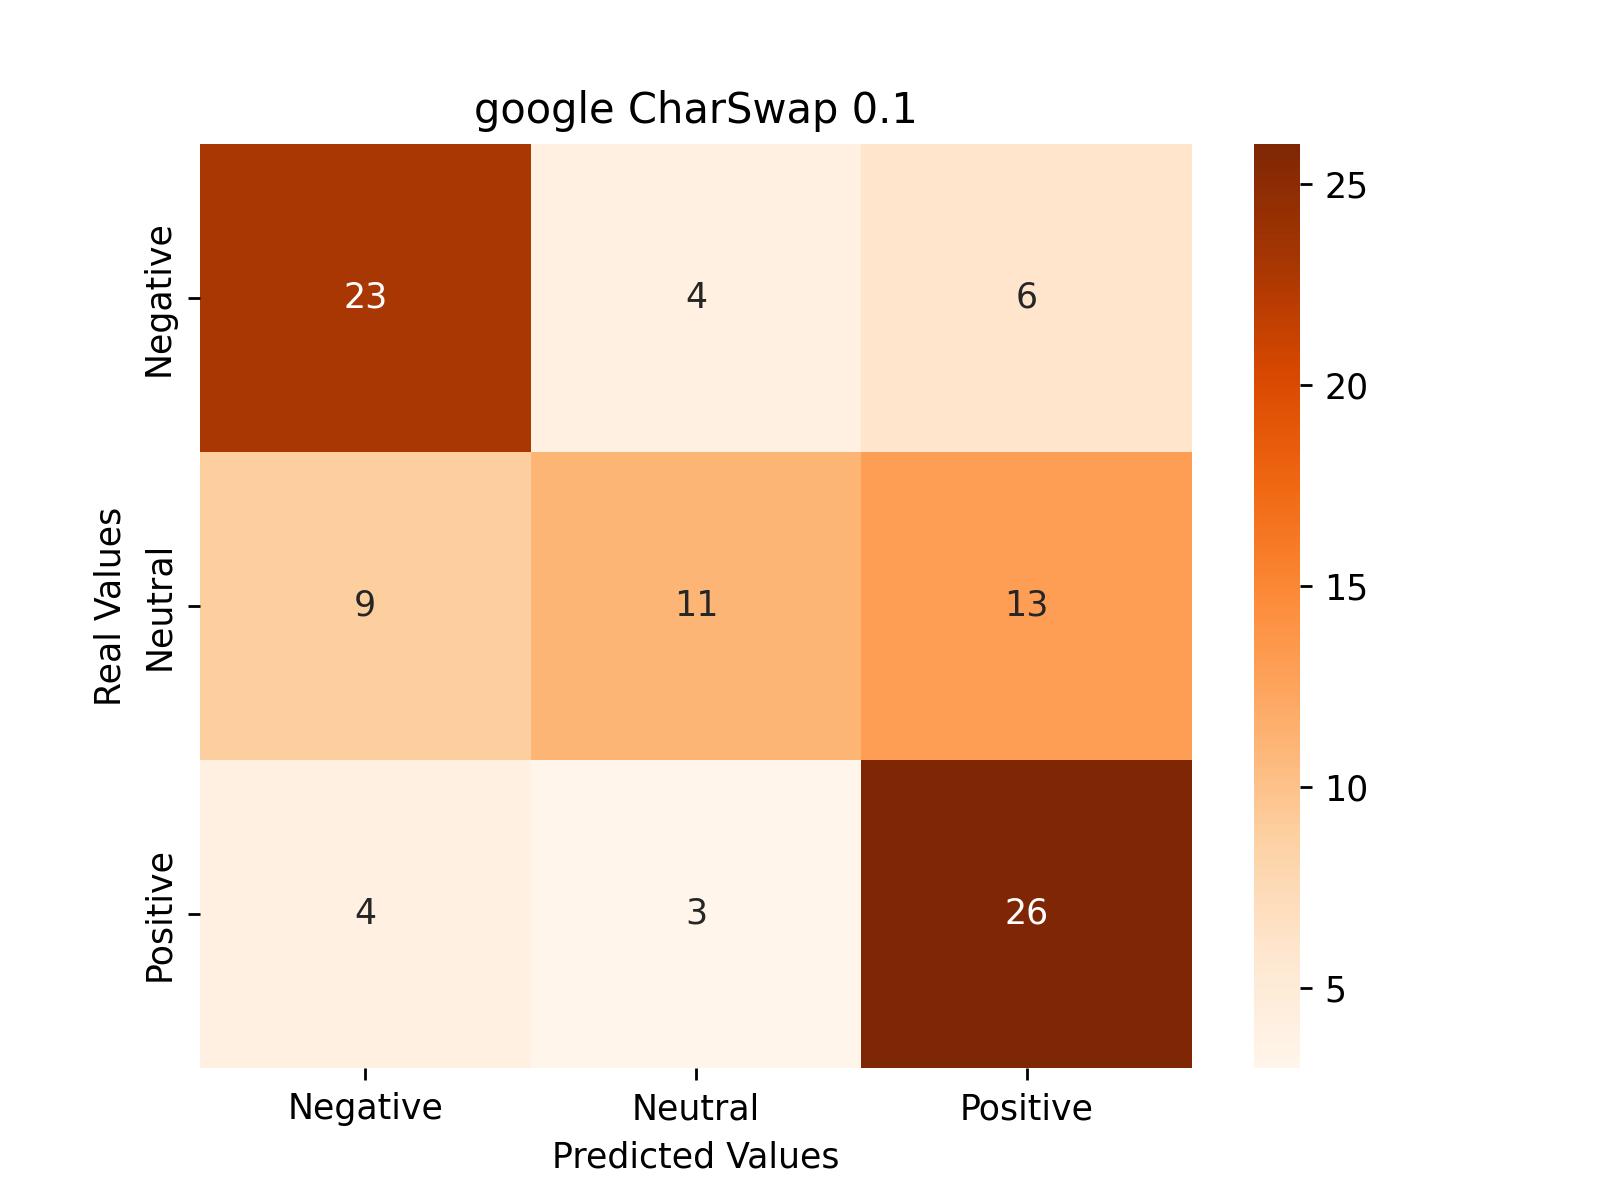 google CharSwap 0.1
Real Values
Negative
23
4
6
Neutral
9
11
13
Positive
4
3
26
Negative
Neutral
Positive
Predicted Values
25
20
15
10
5